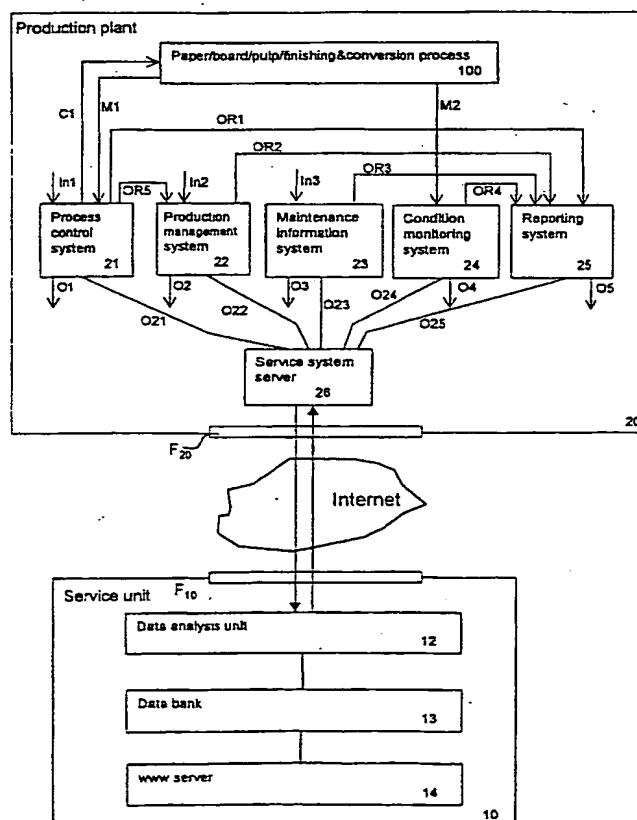 Production plant
Paper/board/pulp/finishing&conversion process
100
C1
M1
M2
OR1
OR2
OR3
OR4
OR5
In1
In2
In3
Process
control
system
21
Production
management
system
22
Maintenance
information
system
23
Condition
monitoring
system
24
Reporting
system
25
O1
O2
O3
O4
O5
O21
O22
O23
O24
O25
Service system
server
26
20
F20
Internet
F10
Service unit
Data analysis unit
12
Data bank
13
www server
14
10